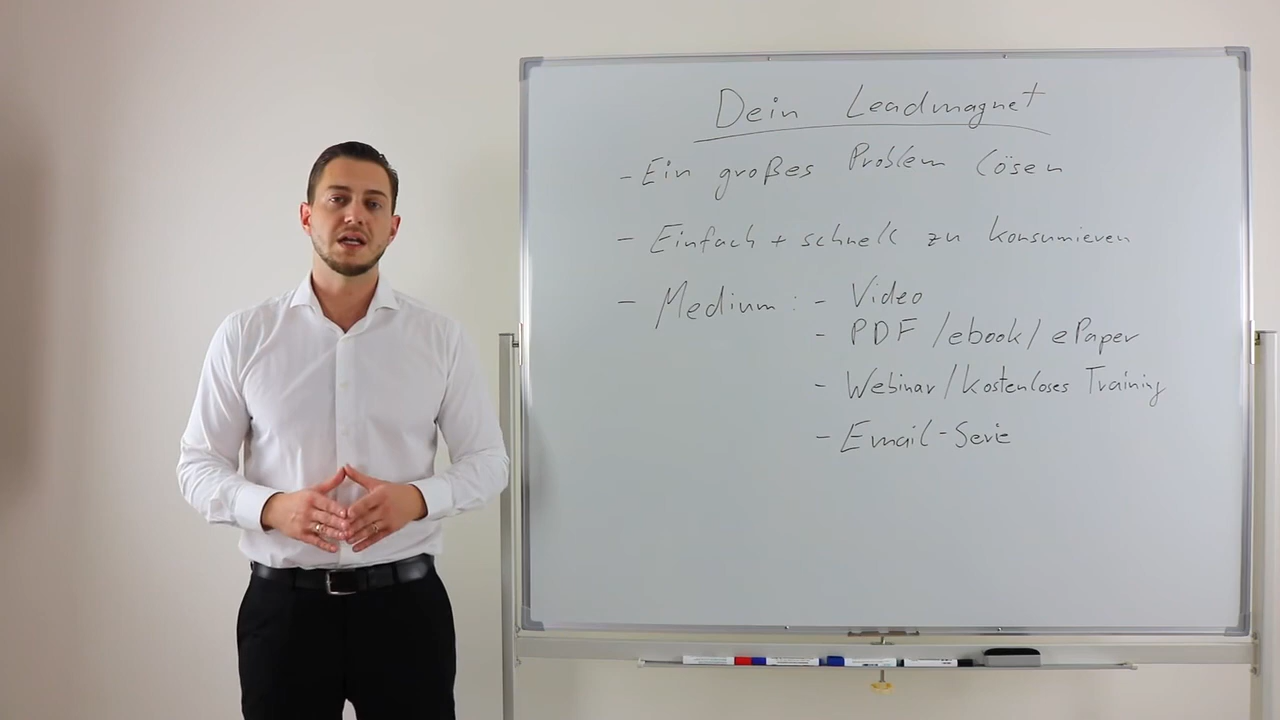 Dein Leadmagnet
- Ein großes Problem lösen
- Einfach + schnell zu konsumieren
- Medium: - Video
- PDF / ebook / ePaper
- Webinar / kostenloses Training
- Email-Serie